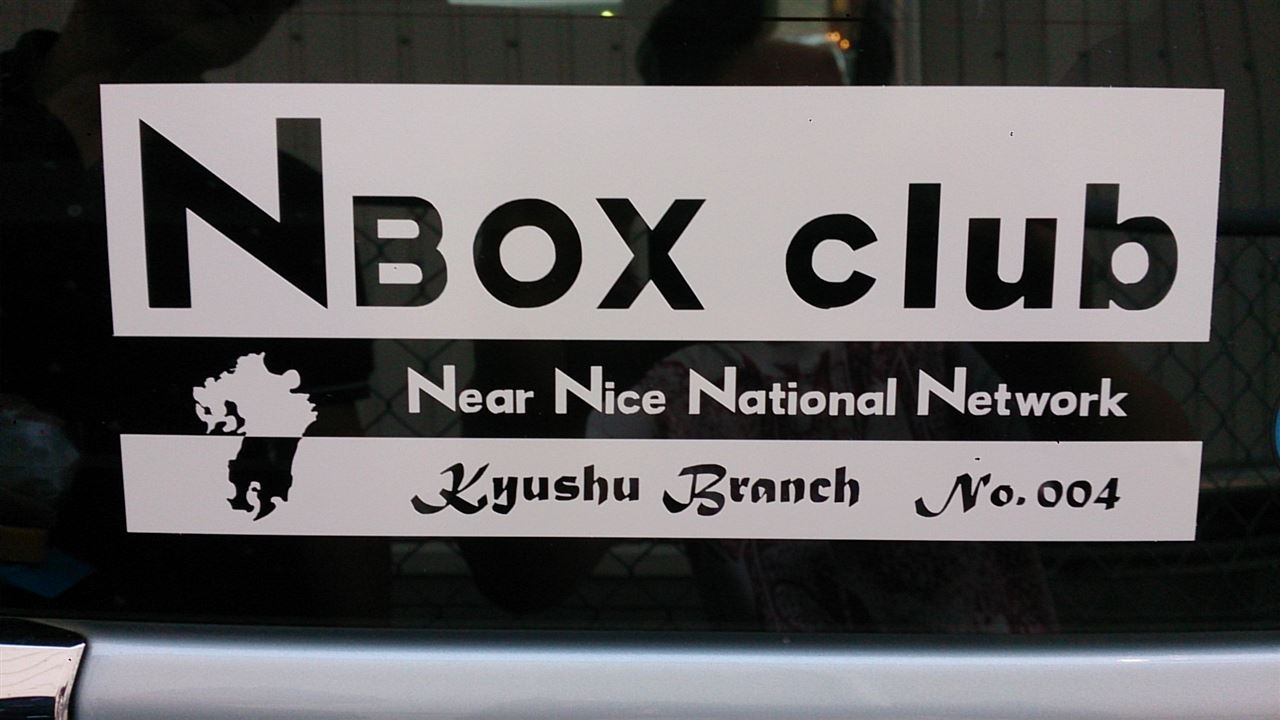 NBOX club
Near Nice National Network
Kyushu Branch No. 004